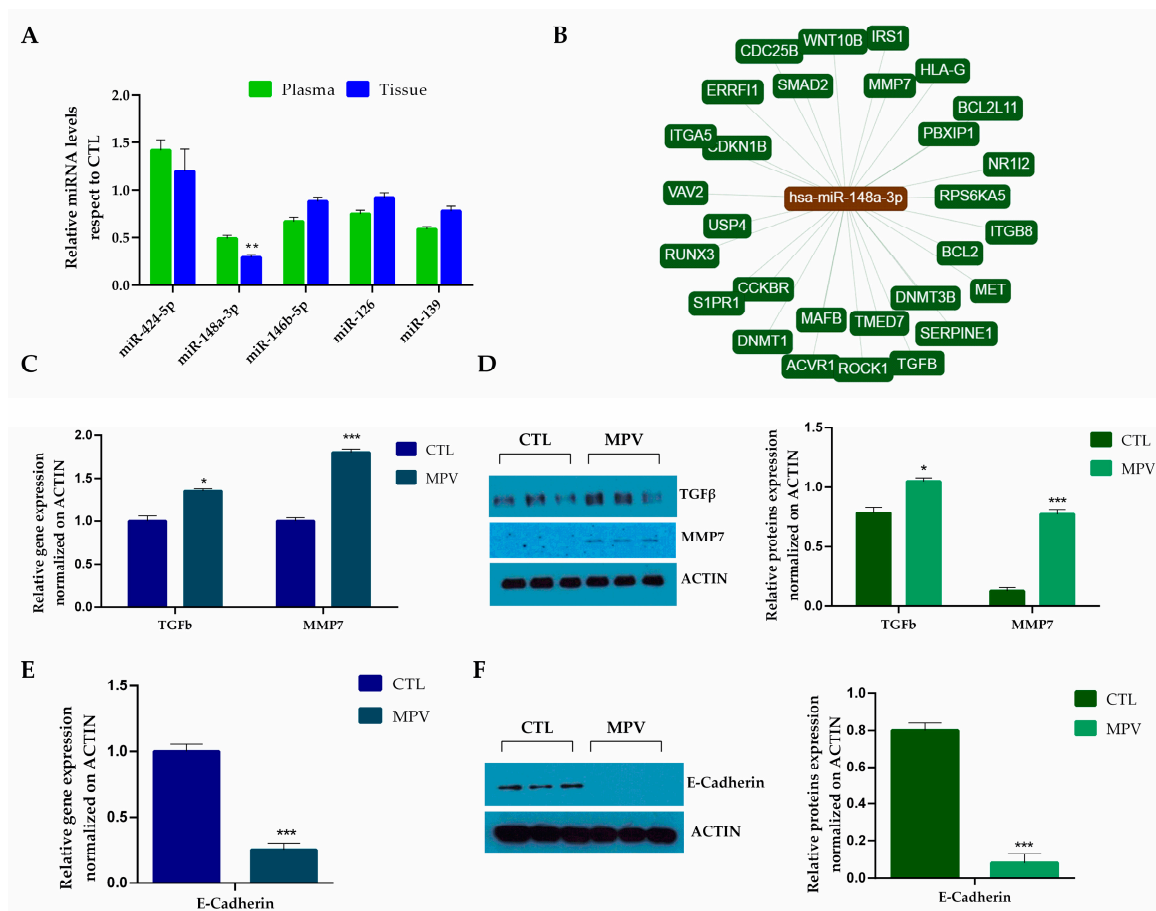 A
Plasma
Tissue
Relative miRNA levels
respect to CTL
2.0
1.5
1.0
0.5
0.0
**
miR-424-5p
miR-148a-3p
miR-146b-5p
miR-126
miR-139
B
WNT10B
IRS1
CDC25B
HLA-G
SMAD2
MMP7
ERRFI1
BCL2L11
PBXIP1
ITGA5
CDKN1B
NR1I2
hsa-miR-148a-3p
VAV2
RPS6KA5
USP4
ITGB8
RUNX3
BCL2
CCKBR
MET
S1PR1
DNMT3B
MAFB
TMED7
SERPINE1
DNMT1
ACVR1
ROCK1
TGFB
C
Relative gene expression
normalized on ACTIN
2.0
1.5
1.0
0.5
0.0
*
***
CTL
MPV
TGFb
MMP7
D
CTL
MPV
TGFβ
MMP7
ACTIN
Relative proteins expression
normalized on ACTIN
1.5
1.0
0.5
0.0
*
***
CTL
MPV
TGFb
MMP7
E
Relative gene expression
normalized on ACTIN
1.5
1.0
0.5
0.0
***
CTL
MPV
E-Cadherin
F
CTL
MPV
E-Cadherin
ACTIN
Relative proteins expression
normalized on ACTIN
1.0
0.8
0.6
0.4
0.2
0.0
***
CTL
MPV
E-Cadherin